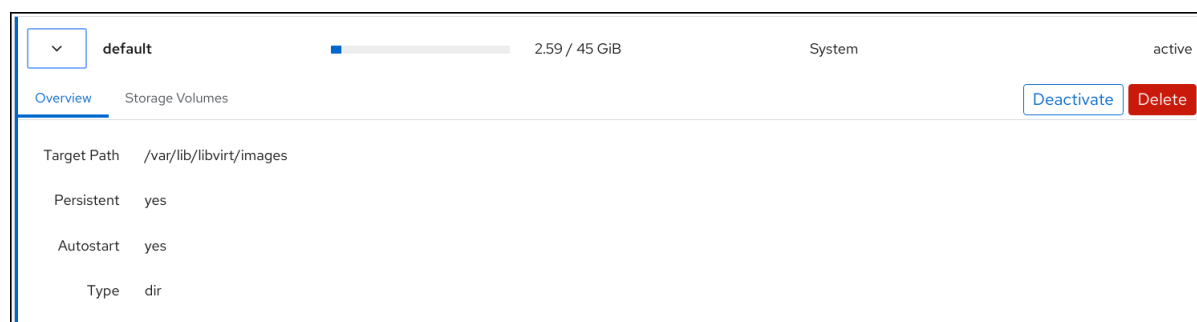 default 2.59 / 45 GiB System active
Overview Storage Volumes Deactivate Delete
Target Path /var/lib/libvirt/images
Persistent yes
Autostart yes
Type dir